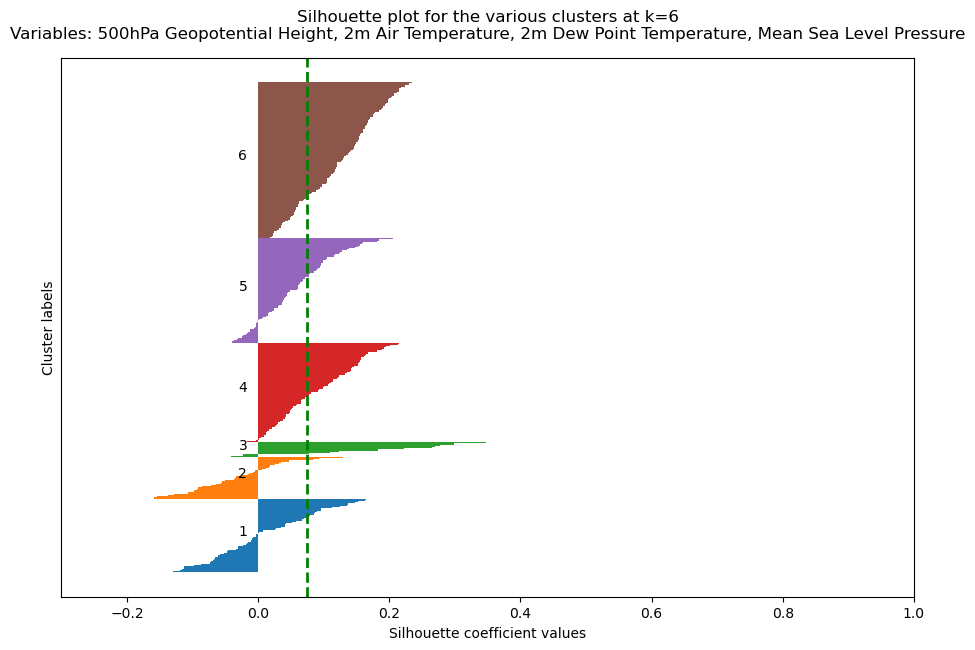 Silhouette plot for the various clusters at k=6
Variables: 500hPa Geopotential Height, 2m Air Temperature, 2m Dew Point Temperature, Mean Sea Level Pressure
Cluster labels
6
5
4
3
2
1
−0.2 0.0 0.2 0.4 0.6 0.8 1.0
Silhouette coefficient values